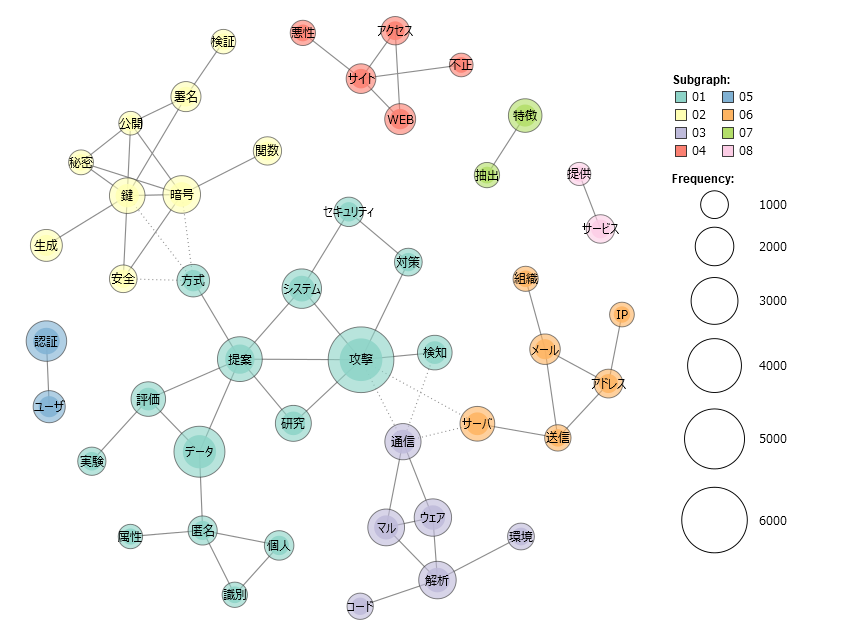 検証
悪性
アクセス
不正
サイト
WEB
署名
公開
秘密
鍵
暗号
関数
生成
安全
方式
特徴
抽出
提供
サービス
セキュリティ
対策
システム
提案
攻撃
検知
認証
ユーザ
評価
データ
研究
実験
匿名
属性
個人
識別
組織
IP
メール
アドレス
サーバ
送信
通信
マル
ウェア
環境
解析
コード
Subgraph:
01 05
02 06
03 07
04 08
Frequency:
1000
2000
3000
4000
5000
6000